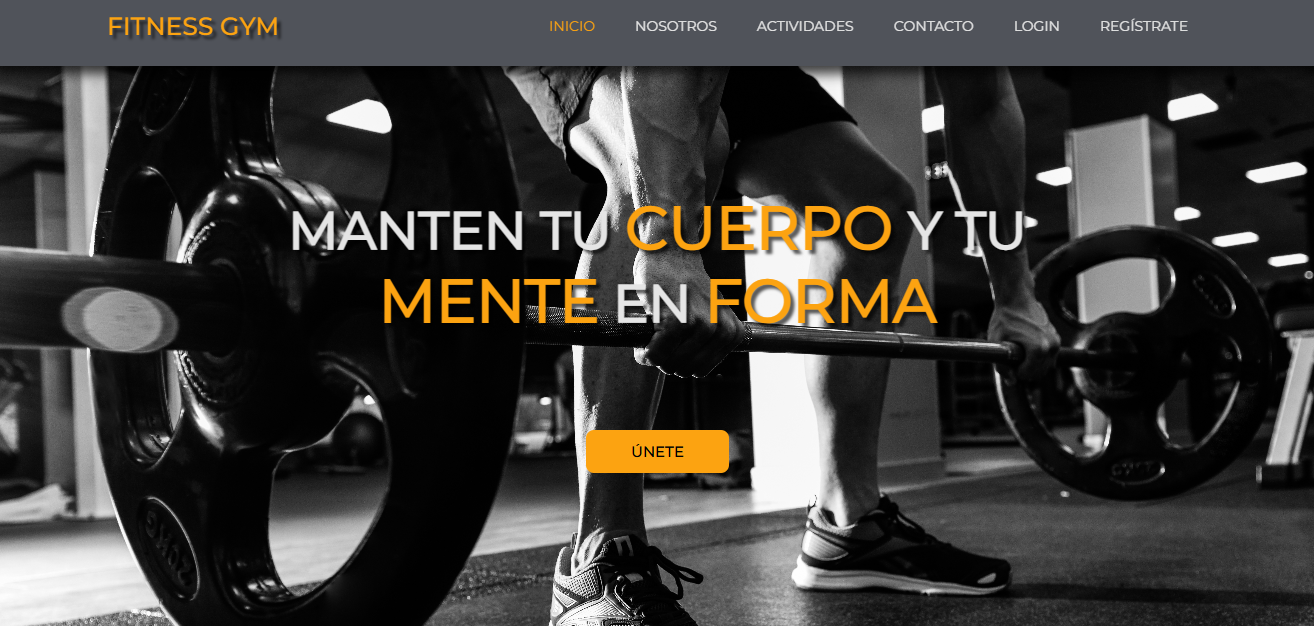 FITNESS GYM
INICIO NOSOTROS ACTIVIDADES CONTACTO LOGIN REGÍSTRATE
MANTEN TU CUERPO Y TU
MENTE EN FORMA
ÚNETE